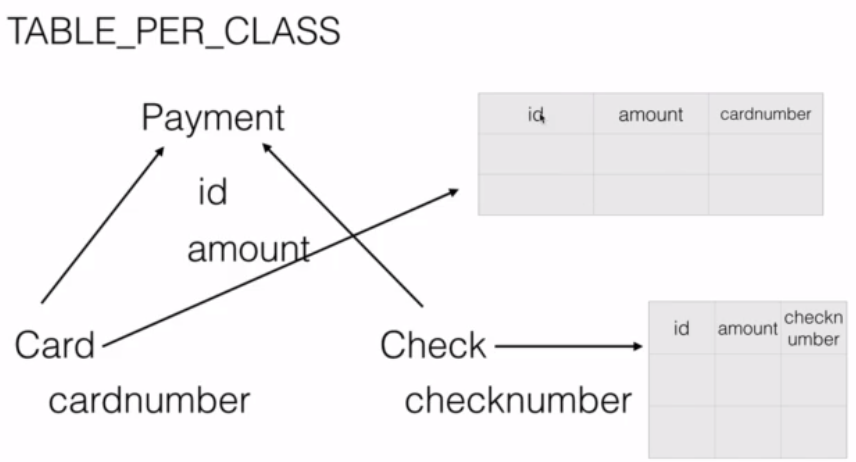 TABLE_PER_CLASS
Payment
id
amount
Card
cardnumber
Check
checknumber
id amount cardnumber
id amount checkn
umber